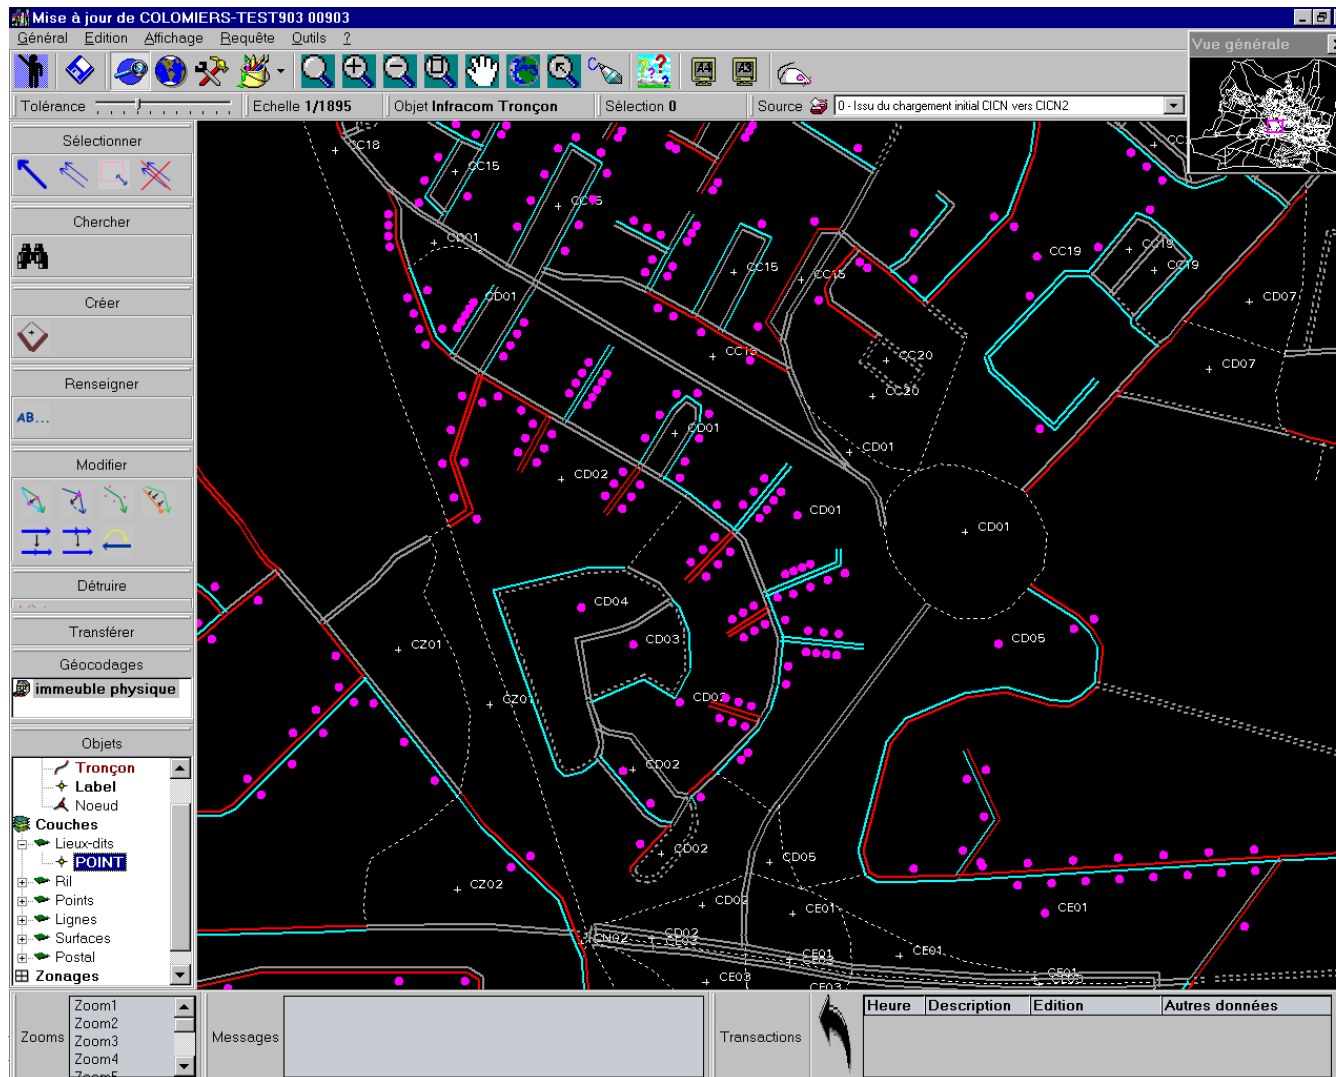 Mise à jour de COLOMIERS-TEST903 00903
Général Edition Affichage Requête Outils ?
Vue générale
A4 A3
Tolérance Echelle 1/1895 Objet Infracom Tronçon Sélection 0 Source 0 - Issu du chargement initial CICN vers CICN2
Sélectionner
Chercher
Créer
Renseigner
AB...
Modifier
Détruire
Transférer
Géocodages
immeuble physique
Objets
Tronçon
Label
Noeud
Couches
Lieux-dits
POINT
Ril
Points
Lignes
Surfaces
Postal
Zonages
CC18
CC15
CC15
CD01
CC15
CC15
CC19
CC19
CC19
CD01
CD07
CC20
CD07
CC20
CD01
CD01
CD02
CD01
CD01
CD04
CD03
CD05
CZ01
CZ01
CD02
CD02
CD05
CZ02
CD02
CE01
CE01
CD02
CE03
CE01
CE01
CE03
CE03
Zooms
Zoom1
Zoom2
Zoom3
Zoom4
Messages
Transactions
Heure Description Edition Autres données